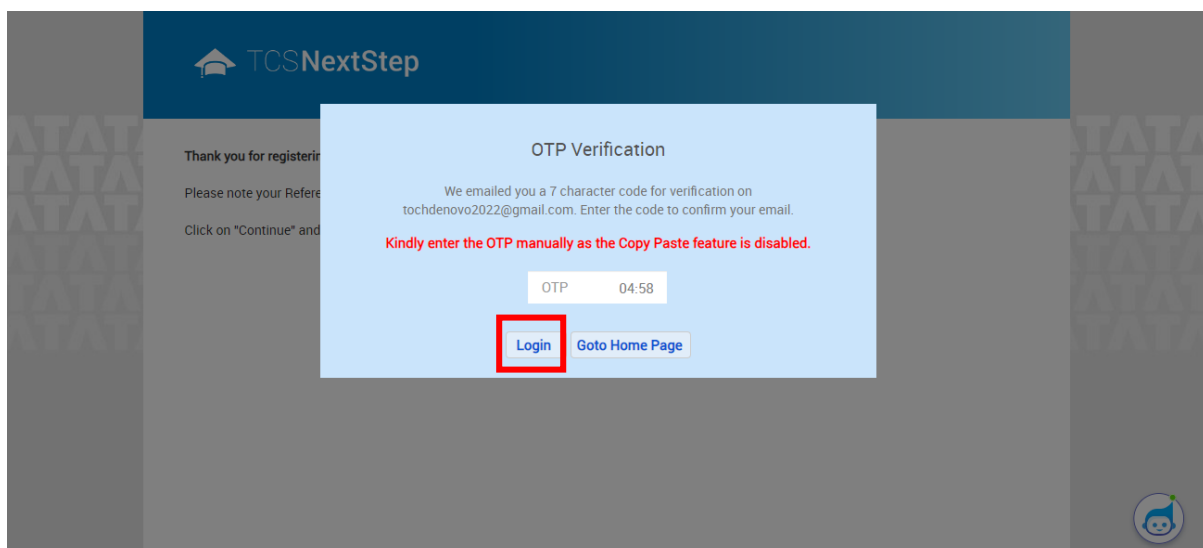 TCSNextStep
OTP Verification
Thank you for registerin
We emailed you a 7 character code for verification on
Please note your Refere
tochdenovo2022@gmail.com. Enter the code to confirm your email.
Click on "Continue" and
Kindly enter the OTP manually as the Copy Paste feature is disabled.
OTP 04:58
Login Goto Home Page